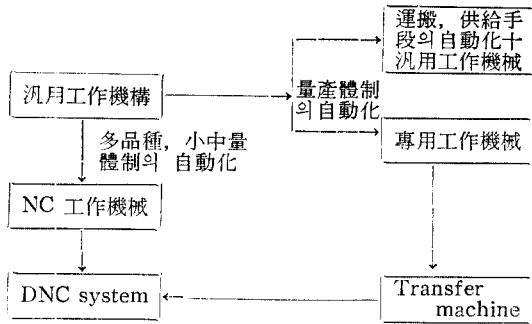 運搬, 供給手
段의自動化十
汎用工作機械
汎用工作機構
量產體制
의自動化
多品種, 小中量
體制의 自動化
專用工作機械
NC 工作機械
DNC system
Transfer
machine